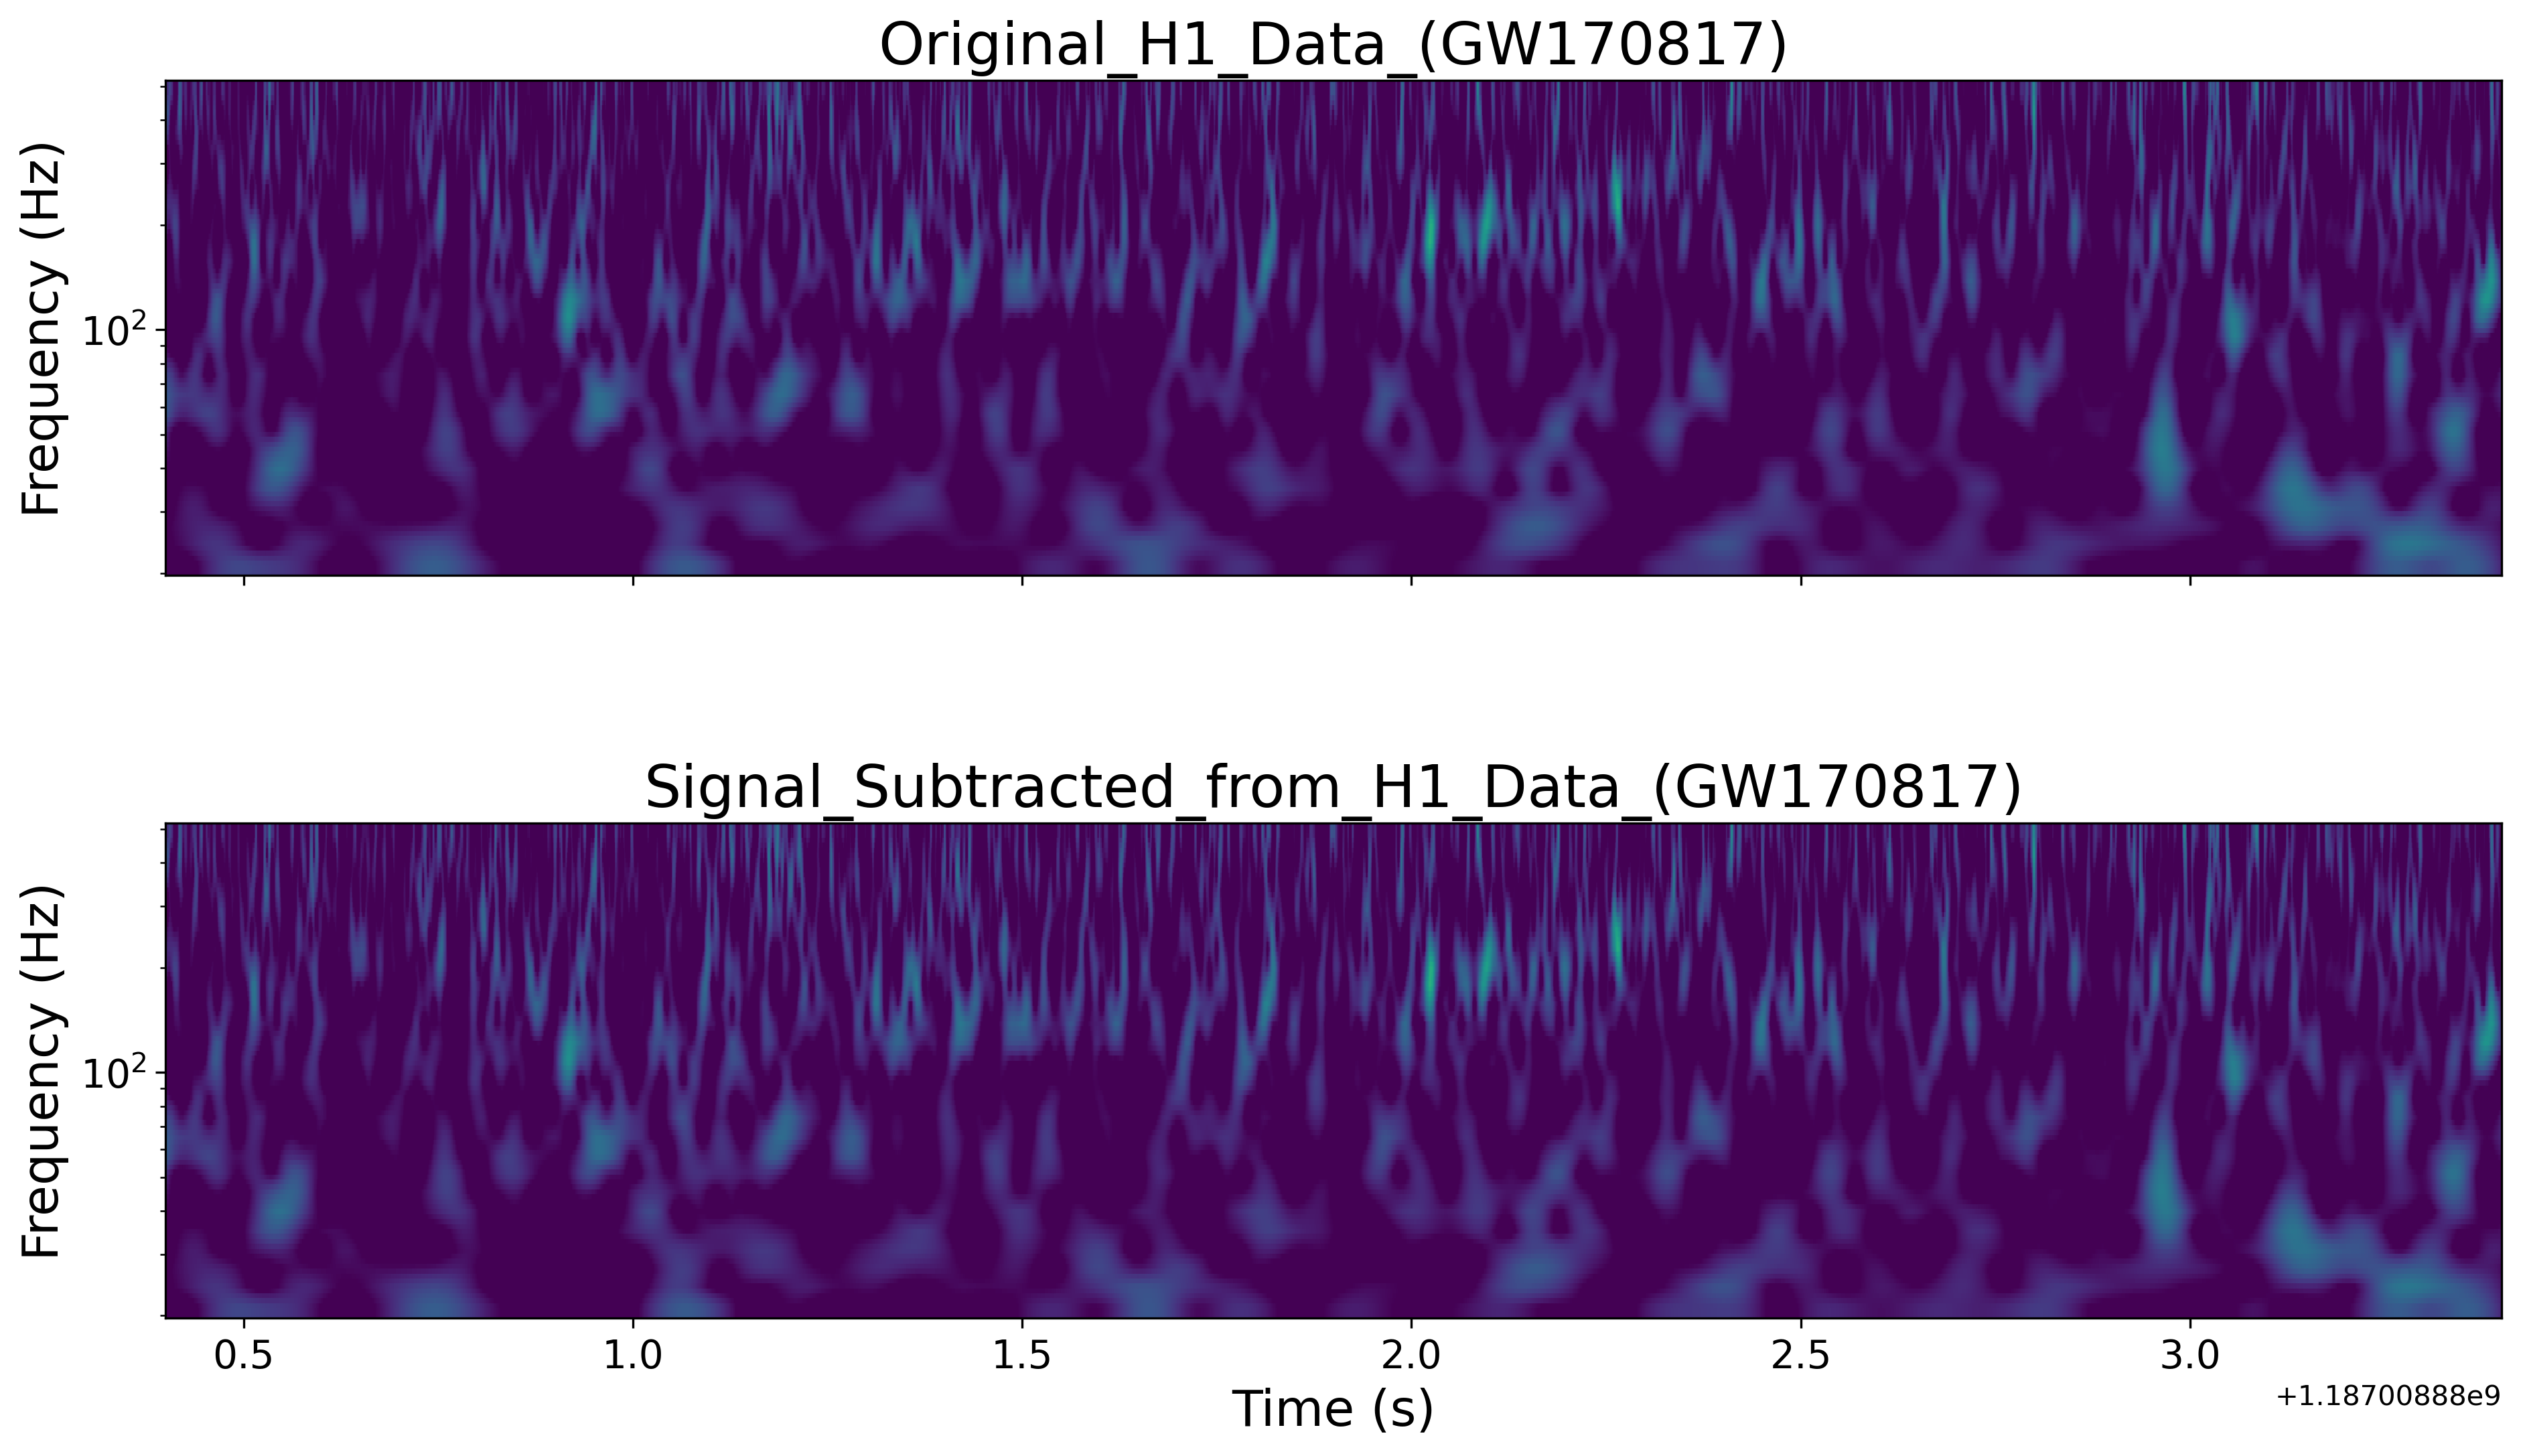 Original_H1_Data_(GW170817)
Frequency (Hz)
10²
Signal_Subtracted_from_H1_Data_(GW170817)
Frequency (Hz)
10²
0.5 1.0 1.5 2.0 2.5 3.0
Time (s)
+1.18700888e9